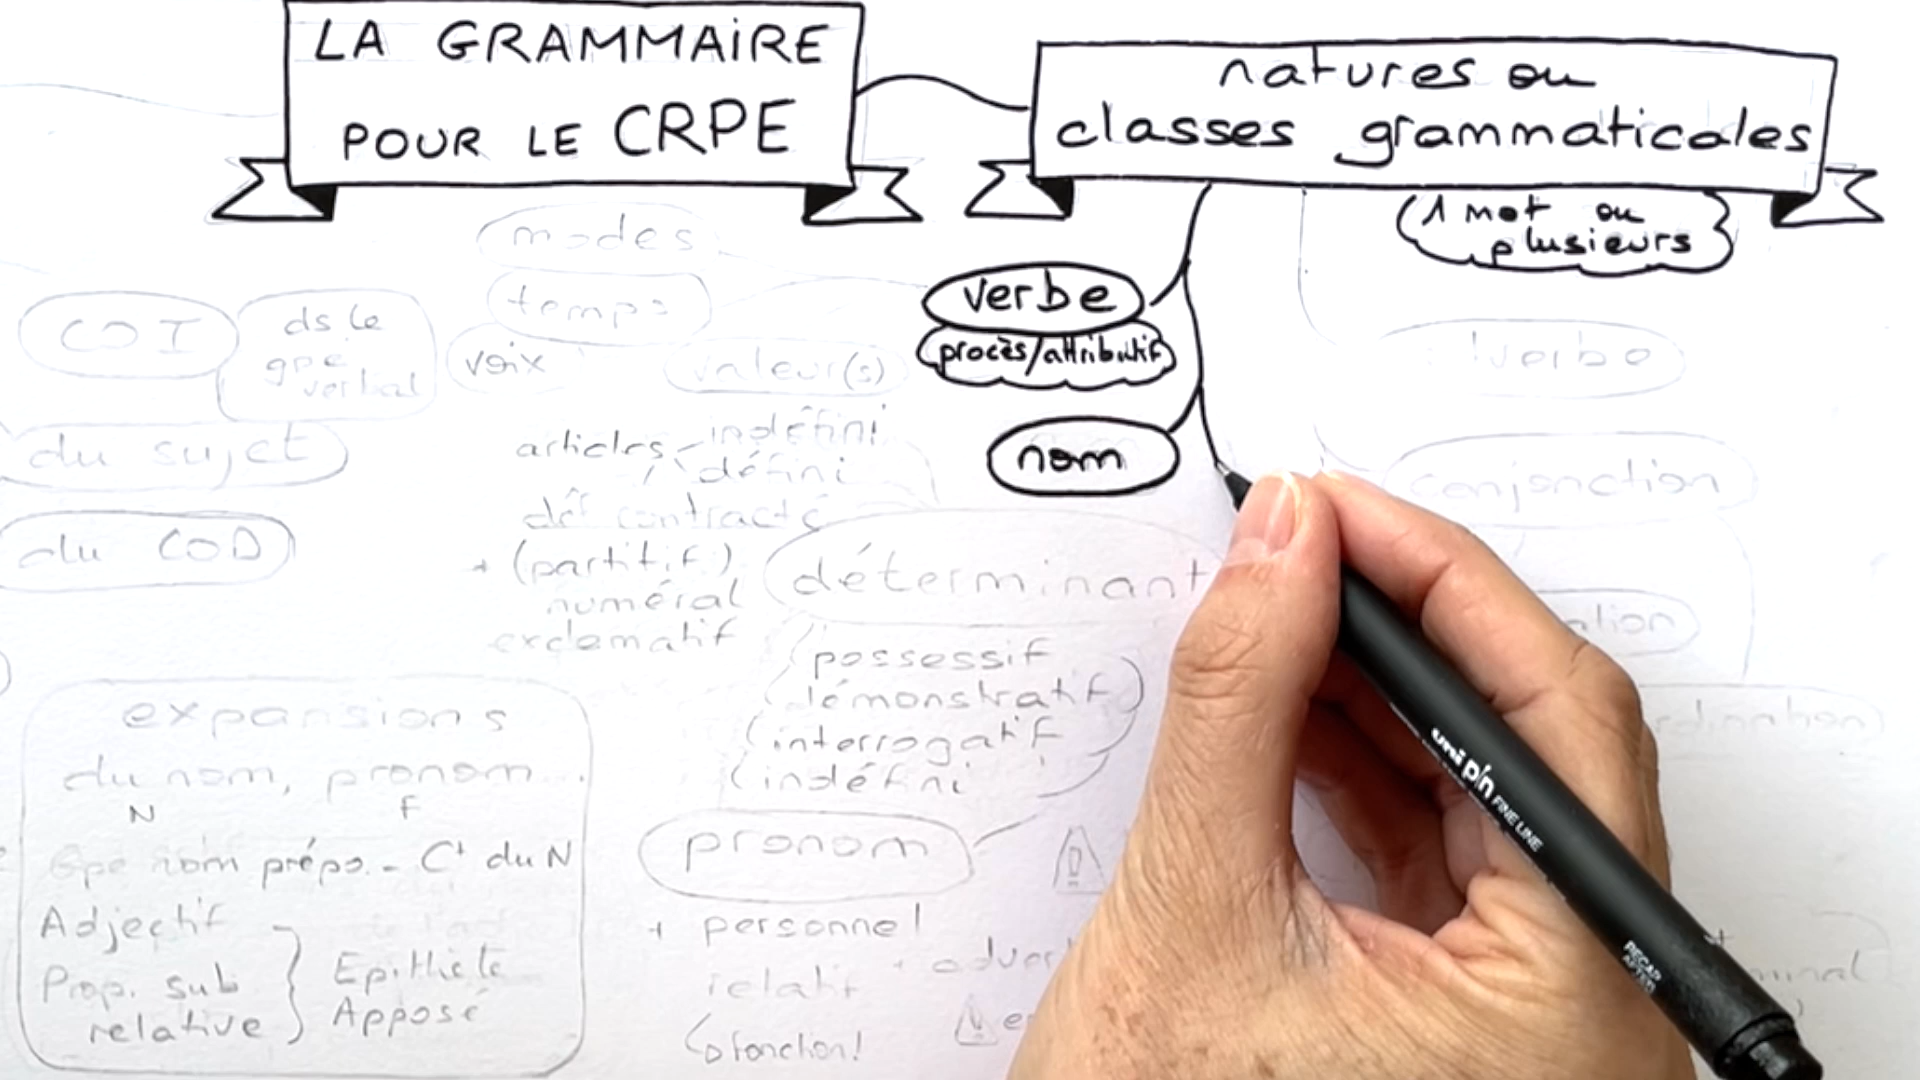 LA GRAMMAIRE
POUR LE CRPE
natures ou
classes grammaticales
1 mot ou
plusieurs
verbe
procès/attributif
nom
modes
temps
voix
valeur(s)
COI
ds le
gpe
verbal
du sujet
du COD
articles
indéfini
défini
déf contracté
+ (partitif)
numéral
exclamatif
déterminant
possessif
démonstratif
interrogatif
indéfini
pronom
+ personnel
relatif
fonction!
verbe
conjonction
expansions
du nom, pronom...
N
F
Gpe nom prépo. - Ct du N
Adjectif
Prop. sub
relative
Epithète
Apposé
uni pin FINE LINE
RECAP
AFTER